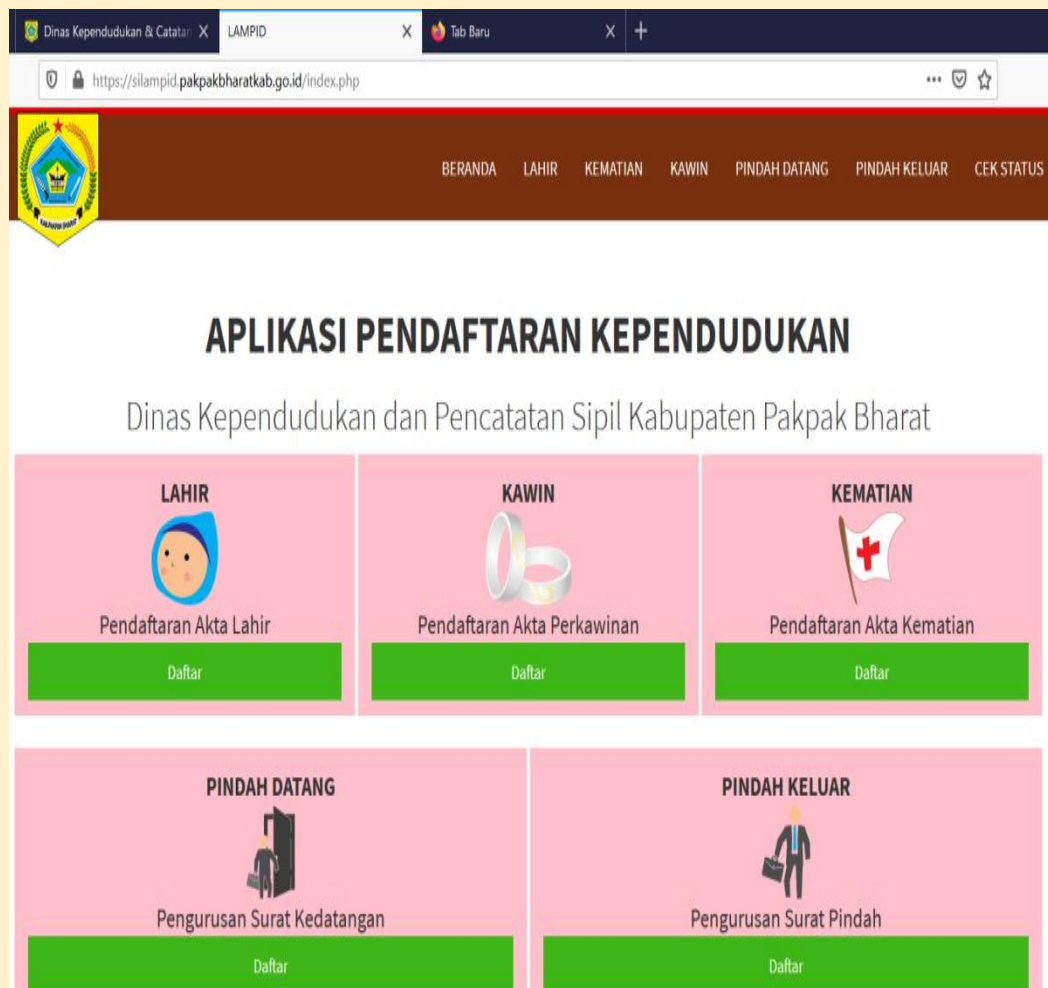 Dinas Kependudukan & Catatan
LAMPID
Tab Baru
https://silampid.pakpakbharatkab.go.id/index.php
BERANDA LAHIR KEMATIAN KAWIN PINDAH DATANG PINDAH KELUAR CEK STATUS
APLIKASI PENDAFTARAN KEPENDUDUKAN
Dinas Kependudukan dan Pencatatan Sipil Kabupaten Pakpak Bharat
LAHIR
Pendaftaran Akta Lahir
Daftar
KAWIN
Pendaftaran Akta Perkawinan
Daftar
KEMATIAN
Pendaftaran Akta Kematian
Daftar
PINDAH DATANG
Pengurusan Surat Kedatangan
Daftar
PINDAH KELUAR
Pengurusan Surat Pindah
Daftar